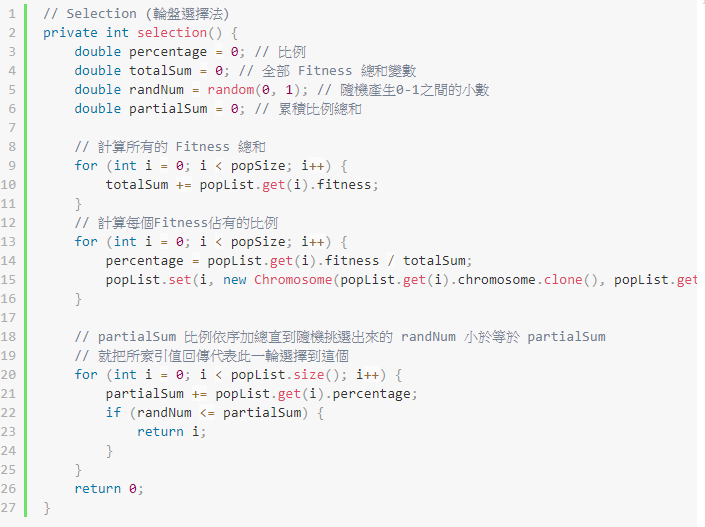 1 // Selection (輪盤選擇法)
2 private int selection() {
3 double percentage = 0; // 比例
4 double totalSum = 0; // 全部 Fitness 總和變數
5 double randNum = random(0, 1); // 隨機產生0-1之間的小數
6 double partialSum = 0; // 累積比例總和
7
8 // 計算所有的 Fitness 總和
9 for (int i = 0; i < popSize; i++) {
10 totalSum += popList.get(i).fitness;
11 }
12 // 計算每個Fitness佔有的比例
13 for (int i = 0; i < popSize; i++) {
14 percentage = popList.get(i).fitness / totalSum;
15 popList.set(i, new Chromosome(popList.get(i).chromosome.clone(), popList.get
16 }
17
18 // partialSum 比例依序加總直到隨機挑選出來的 randNum 小於等於 partialSum
19 // 就把所索引值回傳代表此一輪選擇到這個
20 for (int i = 0; i < popList.size(); i++) {
21 partialSum += popList.get(i).percentage;
22 if (randNum <= partialSum) {
23 return i;
24 }
25 }
26 return 0;
27 }